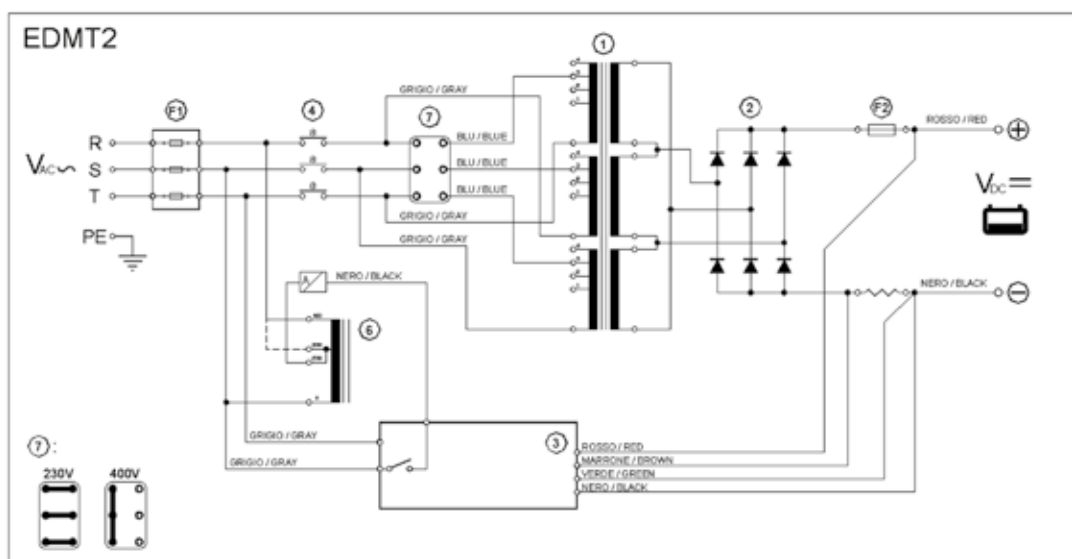 EDMT2
1
F1
4
7
2
F2
GRIGIO / GRAY
ROSSO / RED
R
BLU / BLUE
VAC~ S
BLU / BLUE
T
BLU / BLUE
VDC
GRIGIO / GRAY
PE
GRIGIO / GRAY
NERO / BLACK
NERO / BLACK
6
GRIGIO / GRAY
3
ROSSO / RED
7 :
GRIGIO / GRAY
MARRONE / BROWN
230V 400V
VERDE / GREEN
NERO / BLACK